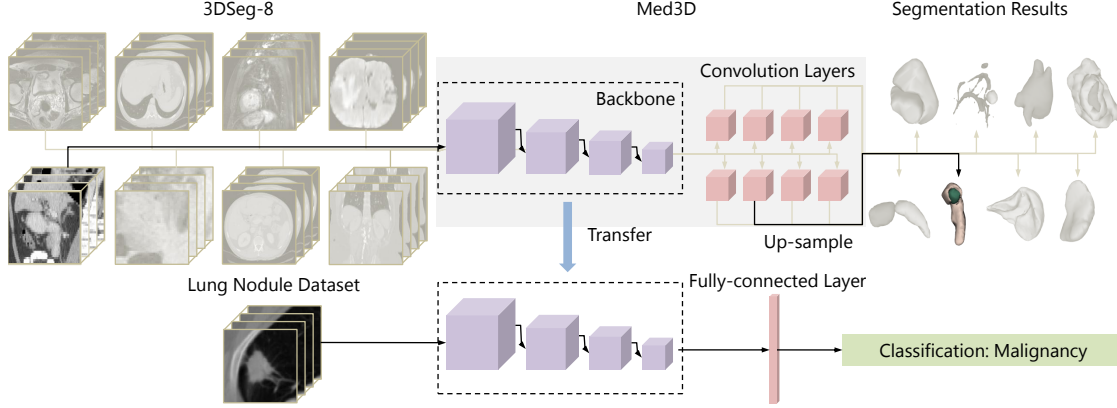 3DSeg-8
Med3D
Segmentation Results
Convolution Layers
Backbone
Up-sample
Transfer
Lung Nodule Dataset
Fully-connected Layer
Classification: Malignancy